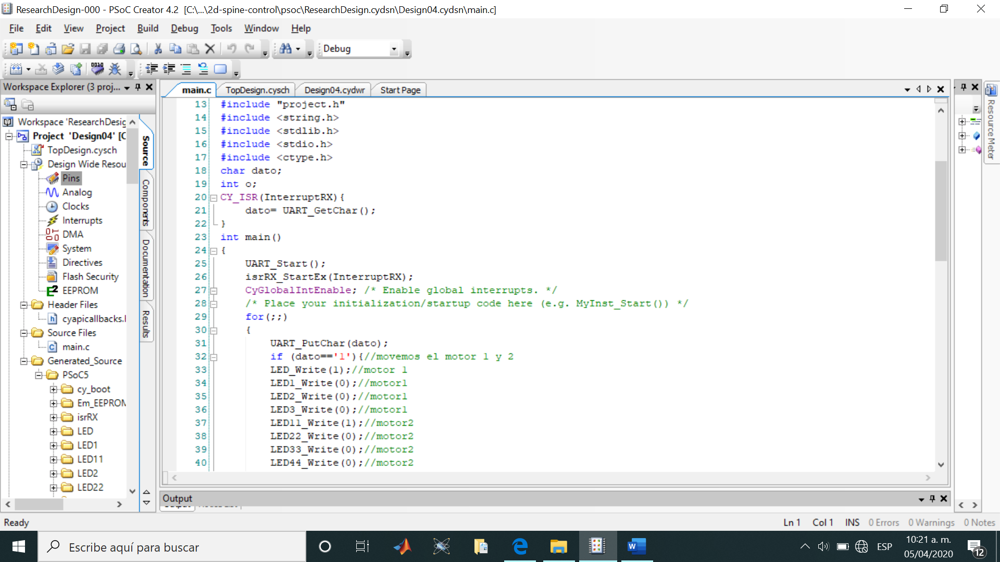 ResearchDesign-000 - PSoC Creator 4.2 [C:\...\2d-spine-control\psoc\ResearchDesign.cydsn\Design04.cydsn\main.c]
File Edit View Project Build Debug Tools Window Help
Debug
Workspace Explorer (3 proj...
main.c TopDesign.cysch Design04.cydwr Start Page
Workspace 'ResearchDesig
Project 'Design04' [C
TopDesign.cysch
Design Wide Resou
Pins
Analog
Clocks
Interrupts
DMA
System
Directives
Flash Security
EEPROM
Header Files
cyapicallbacks.l
Source Files
main.c
Generated_Source
PSoC5
cy_boot
Em_EEPROM
isrRX
LED
LED1
LED11
LED2
LED22
Source
Components
Documentation
Results
13 #include "project.h"
14 #include <string.h>
15 #include <stdlib.h>
16 #include <stdio.h>
17 #include <ctype.h>
18 char dato;
19 int o;
20 CY_ISR(InterruptRX){
21 dato= UART_GetChar();
22 }
23 int main()
24 {
25 UART_Start();
26 isrRX_StartEx(InterruptRX);
27 CyGlobalIntEnable; /* Enable global interrupts. */
28 /* Place your initialization/startup code here (e.g. MyInst_Start()) */
29 for(;;)
30 {
31 UART_PutChar(dato);
32 if (dato=='1'){//movemos el motor 1 y 2
33 LED_Write(1);//motor 1
34 LED1_Write(0);//motor1
35 LED2_Write(0);//motor1
36 LED3_Write(0);//motor1
37 LED11_Write(1);//motor2
38 LED22_Write(0);//motor2
39 LED33_Write(0);//motor2
40 LED44_Write(0);//motor2
Resource Meter
Output
Ready
Ln 1 Col 1 INS 0 Errors 0 Warnings 0 Notes
Escribe aquí para buscar
ESP
10:21 a. m.
05/04/2020
12